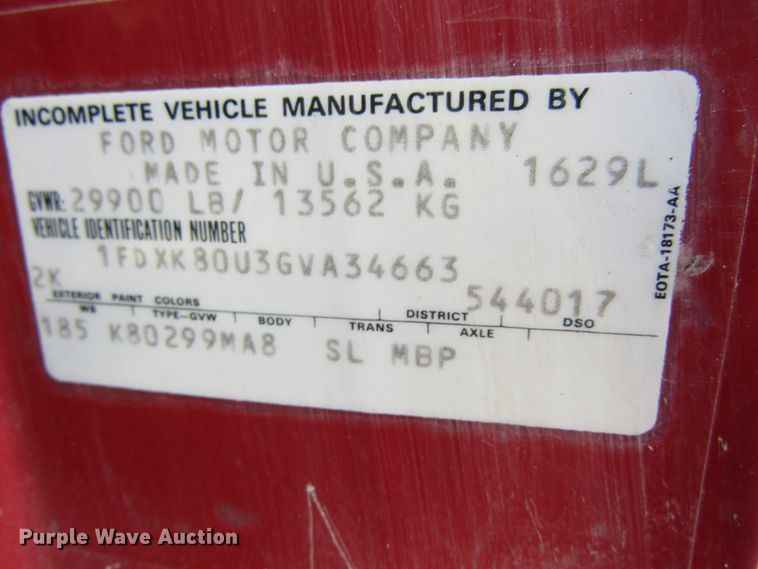 INCOMPLETE VEHICLE MANUFACTURED BY
FORD MOTOR COMPANY
MADE IN U.S.A. 1629L
GVWR: 29900 LB/ 13562 KG
VEHICLE IDENTIFICATION NUMBER
1FDXK80U3GVA34663
2K 544017
EXTERIOR PAINT COLORS DISTRICT DSO
WB TYPE-GVW BODY TRANS AXLE
185 K80299MA8 SL MBP
EOTA-18173-AA
Purple Wave Auction